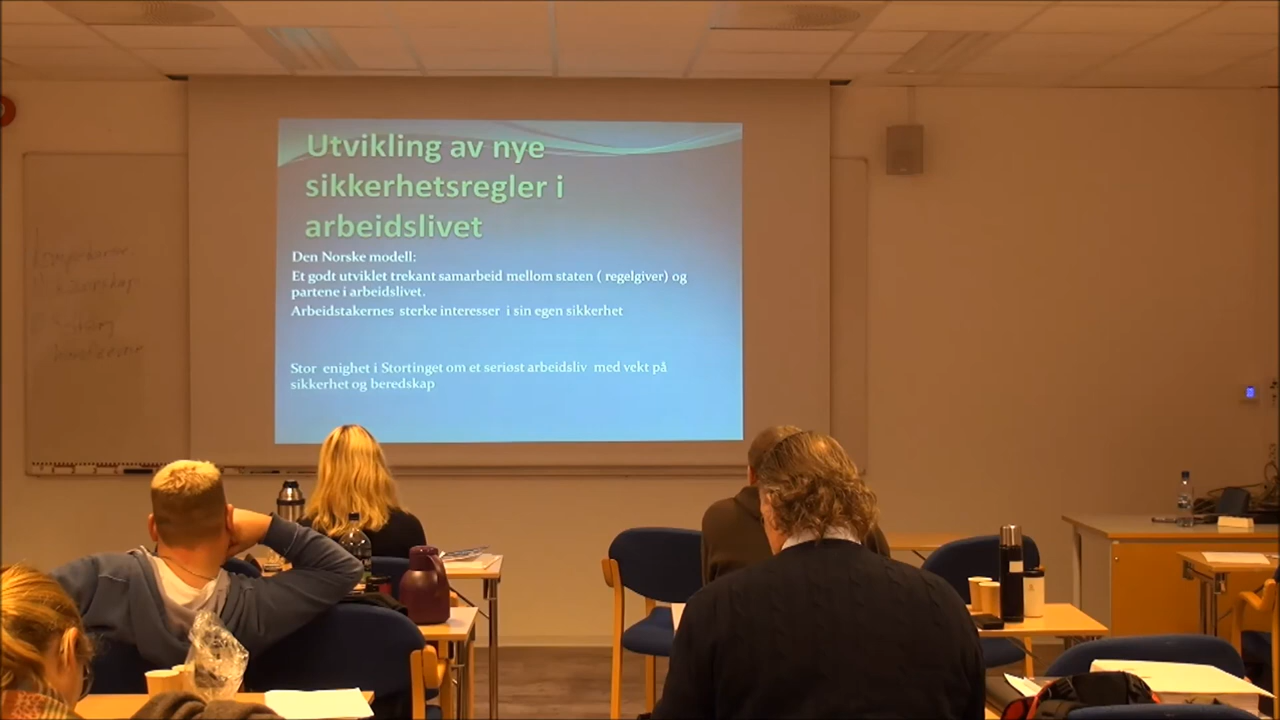 Utvikling av nye
sikkerhetsregler i
arbeidslivet
Den Norske modell:
Et godt utviklet trekant samarbeid mellom staten ( regelgiver) og
partene i arbeidslivet.
Arbeidstakernes sterke interesser i sin egen sikkerhet
Stor enighet i Stortinget om et seriøst arbeidsliv med vekt på
sikkerhet og beredskap